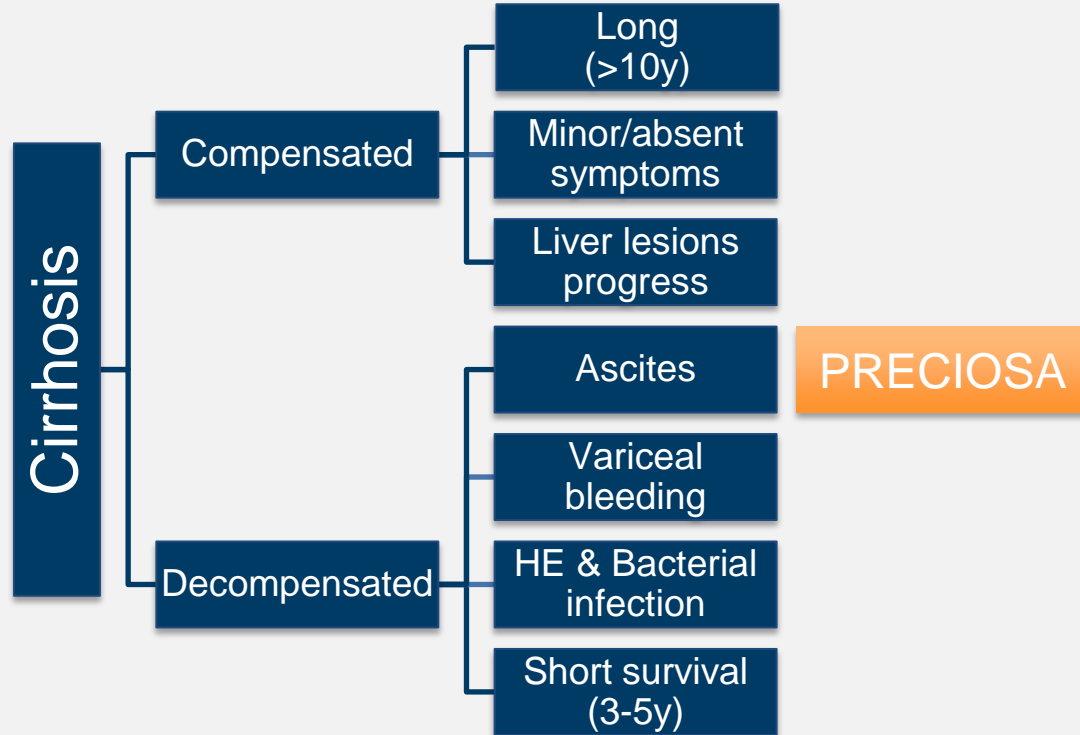 Cirrhosis
Compensated
Long
(>10y)
Minor/absent
symptoms
Liver lesions
progress
Decompensated
Ascites
PRECIOSA
Variceal
bleeding
HE & Bacterial
infection
Short survival
(3-5y)